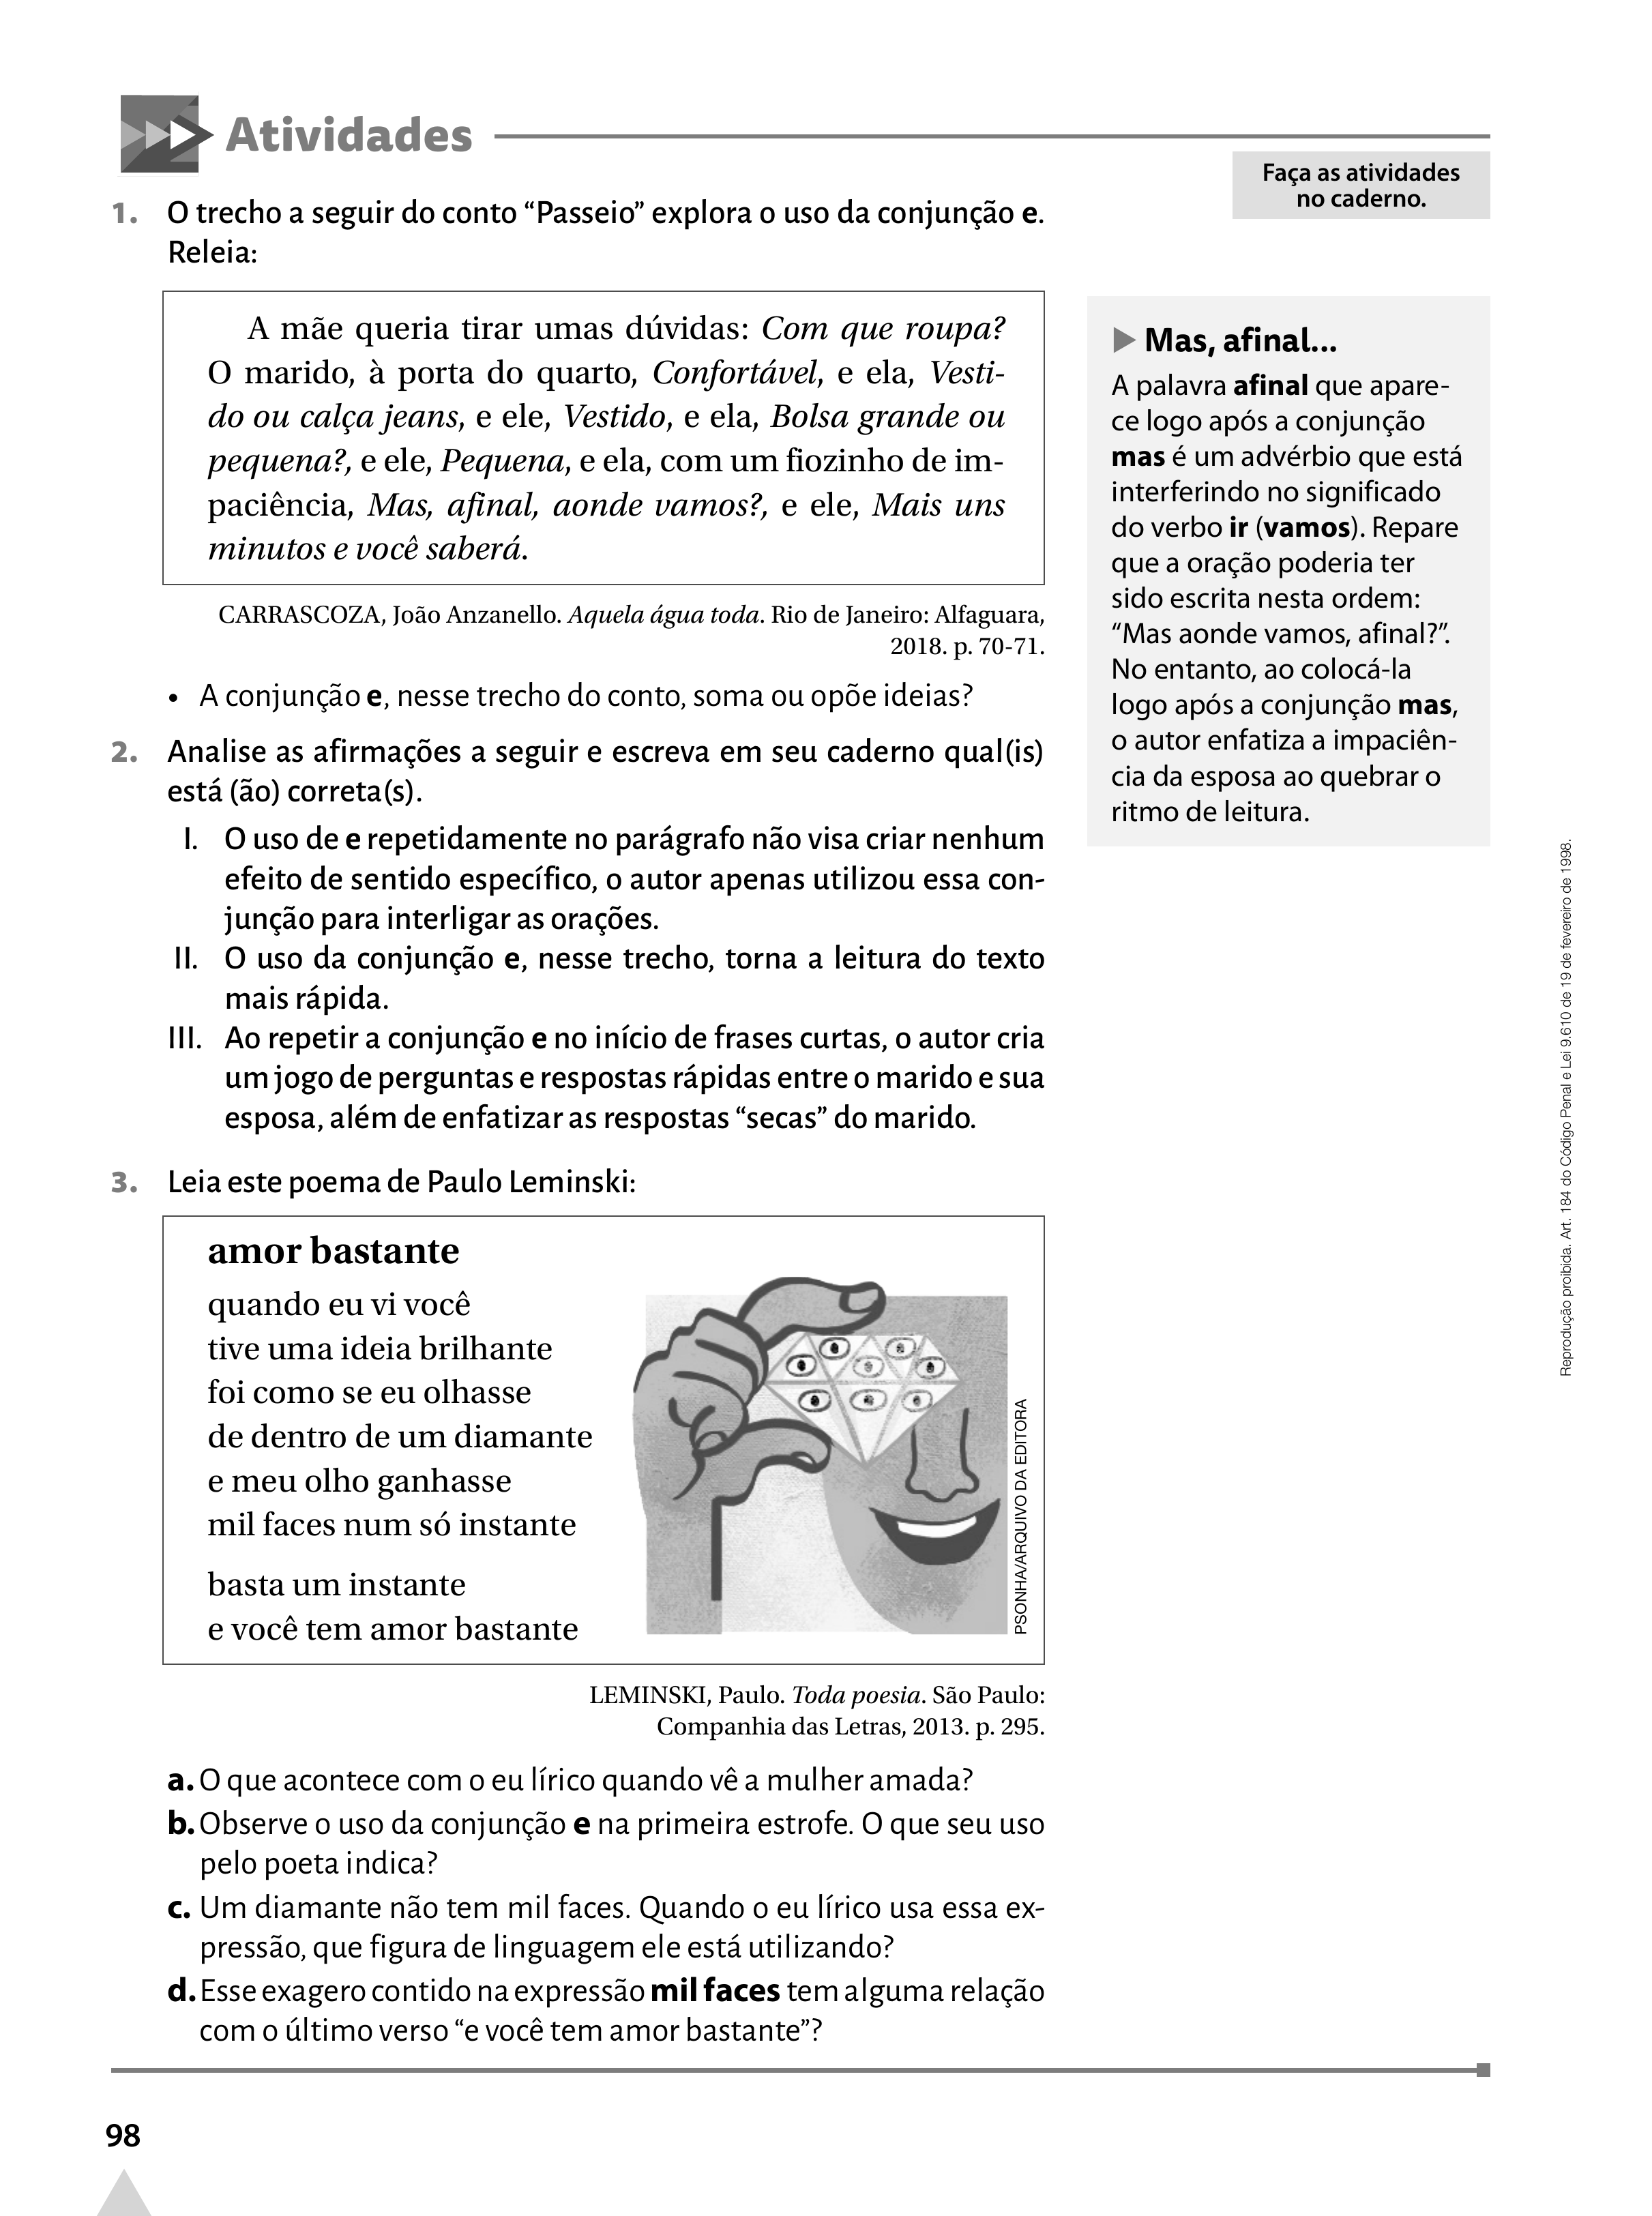 Atividades
Faça as atividades
no caderno.
1. O trecho a seguir do conto “Passeio” explora o uso da conjunção e.
Releia:
A mãe queria tirar umas dúvidas: Com que roupa?
O marido, à porta do quarto, Confortável, e ela, Vesti-
do ou calça jeans, e ele, Vestido, e ela, Bolsa grande ou
pequena?, e ele, Pequena, e ela, com um fiozinho de im-
paciência, Mas, afinal, aonde vamos?, e ele, Mais uns
minutos e você saberá.
CARRASCOZA, João Anzanello. Aquela água toda. Rio de Janeiro: Alfaguara,
2018. p. 70-71.
• A conjunção e, nesse trecho do conto, soma ou opõe ideias?
2. Analise as afirmações a seguir e escreva em seu caderno qual(is)
está (ão) correta(s).
I. O uso de e repetidamente no parágrafo não visa criar nenhum
efeito de sentido específico, o autor apenas utilizou essa con-
junção para interligar as orações.
II. O uso da conjunção e, nesse trecho, torna a leitura do texto
mais rápida.
III. Ao repetir a conjunção e no início de frases curtas, o autor cria
um jogo de perguntas e respostas rápidas entre o marido e sua
esposa, além de enfatizar as respostas “secas” do marido.
3. Leia este poema de Paulo Leminski:
amor bastante
quando eu vi você
tive uma ideia brilhante
foi como se eu olhasse
de dentro de um diamante
e meu olho ganhasse
mil faces num só instante
basta um instante
e você tem amor bastante
PSONHA/ARQUIVO DA EDITORA
LEMINSKI, Paulo. Toda poesia. São Paulo:
Companhia das Letras, 2013. p. 295.
a. O que acontece com o eu lírico quando vê a mulher amada?
b. Observe o uso da conjunção e na primeira estrofe. O que seu uso
pelo poeta indica?
c. Um diamante não tem mil faces. Quando o eu lírico usa essa ex-
pressão, que figura de linguagem ele está utilizando?
d. Esse exagero contido na expressão mil faces tem alguma relação
com o último verso “e você tem amor bastante”?
Mas, afinal...
A palavra afinal que apare-
ce logo após a conjunção
mas é um advérbio que está
interferindo no significado
do verbo ir (vamos). Repare
que a oração poderia ter
sido escrita nesta ordem:
“Mas aonde vamos, afinal?”.
No entanto, ao colocá-la
logo após a conjunção mas,
o autor enfatiza a impaciên-
cia da esposa ao quebrar o
ritmo de leitura.
Reprodução proibida. Art. 184 do Código Penal e Lei 9.610 de 19 de fevereiro de 1998.
98